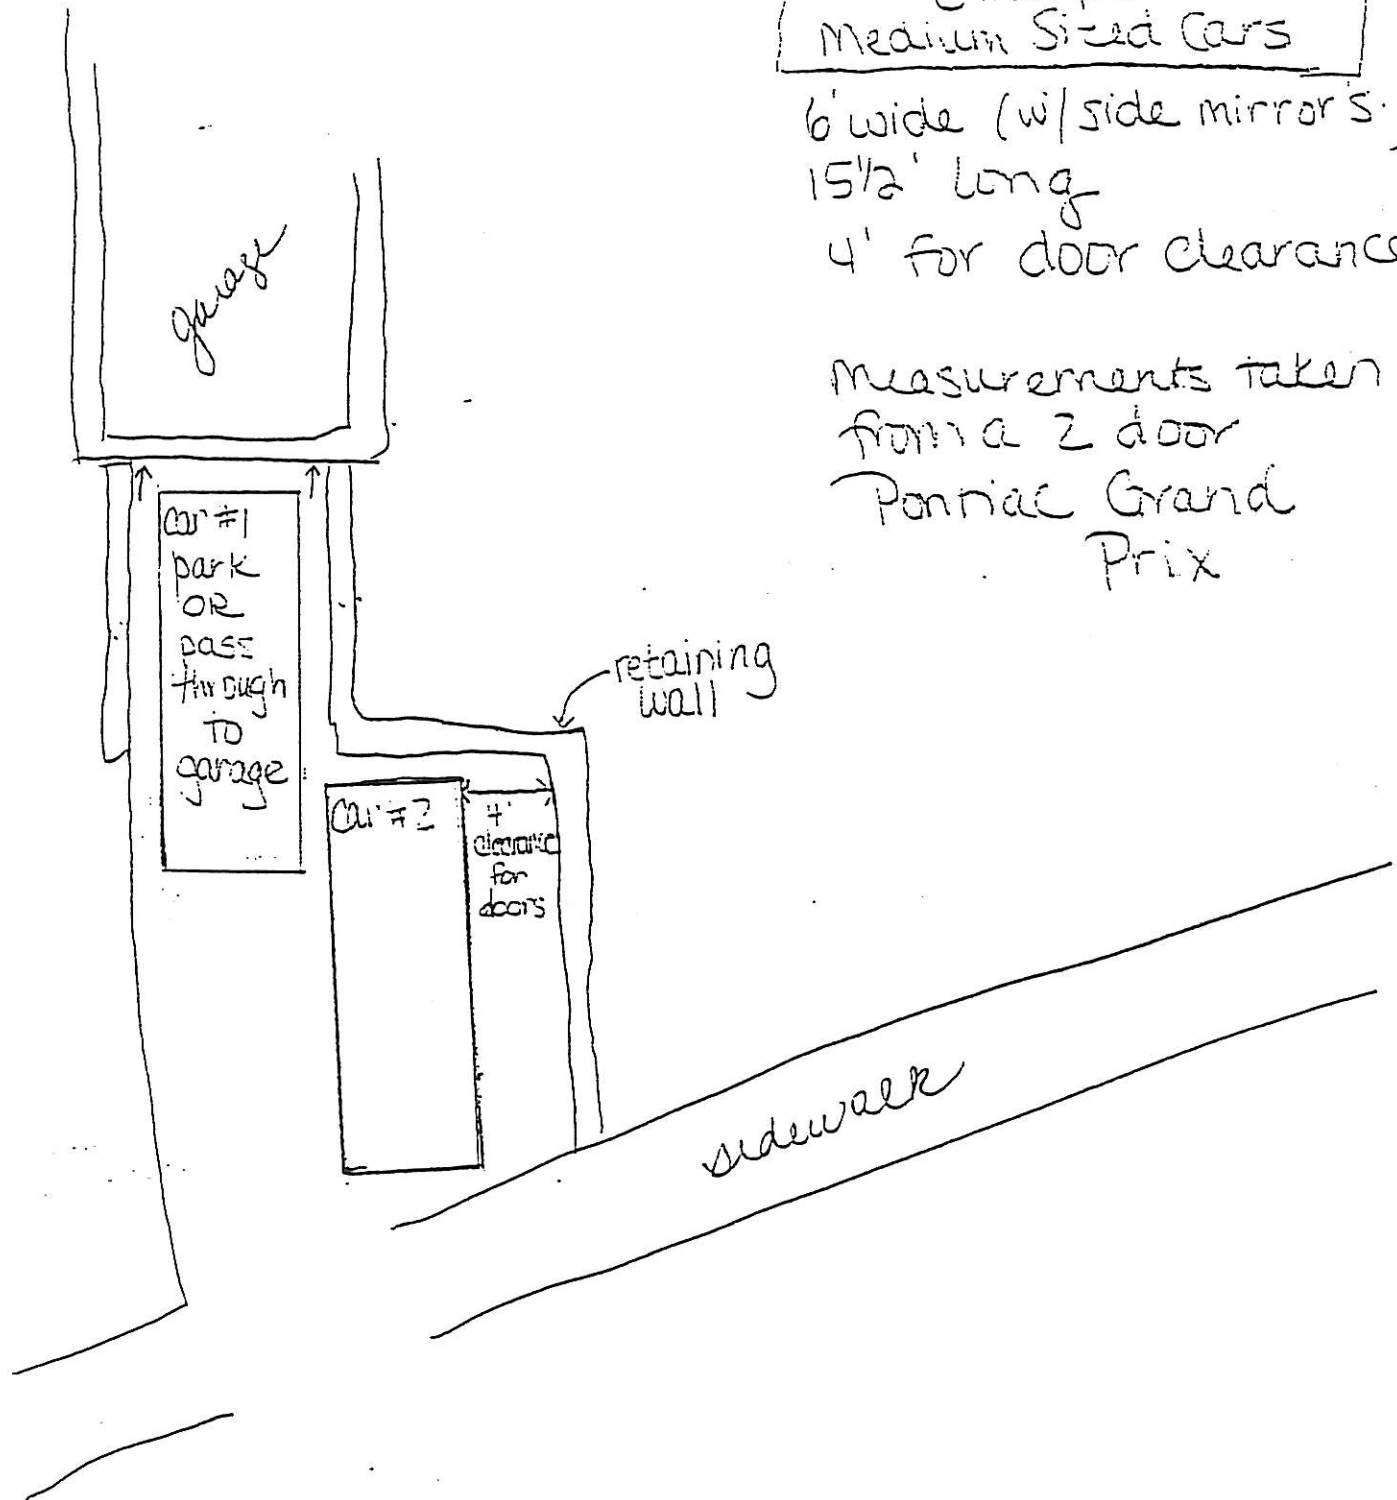 Medium Sized Cars
6' wide (w/ side mirror's
15½' Long
4' for door clearance
Measurements taken
from a 2 door
Ponriac Grand
Prix
garage
car #1
park
OR
pass
through
TO
garage
retaining
wall
Car #2
4'
clearance
for
doors
sidewalk